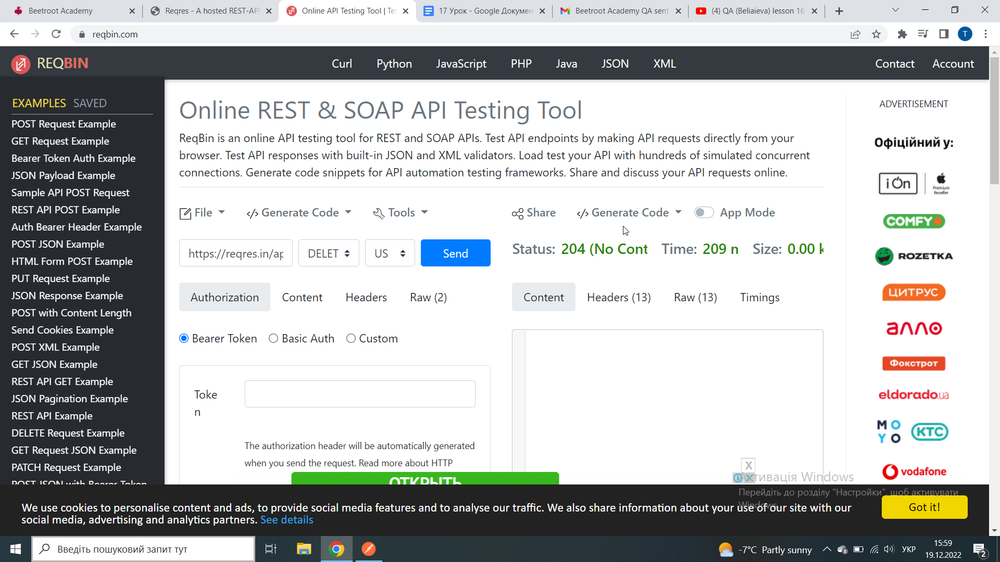 Beetroot Academy
Reqres - A hosted REST-API
Online API Testing Tool | Tes
17 Урок - Google Докумен
Beetroot Academy QA sent
(4) QA (Beliaieva) lesson 16
reqbin.com
T
REQBIN
Curl
Python
JavaScript
PHP
Java
JSON
XML
Contact
Account
EXAMPLES SAVED
POST Request Example
GET Request Example
Bearer Token Auth Example
JSON Payload Example
Sample API POST Request
REST API POST Example
Auth Bearer Header Example
POST JSON Example
HTML Form POST Example
PUT Request Example
JSON Response Example
POST with Content Length
Send Cookies Example
POST XML Example
GET JSON Example
REST API GET Example
JSON Pagination Example
REST API Example
DELETE Request Example
GET Request JSON Example
PATCH Request Example
POST JSON with Bearer Token
Online REST & SOAP API Testing Tool
ReqBin is an online API testing tool for REST and SOAP APIs. Test API endpoints by making API requests directly from your
browser. Test API responses with built-in JSON and XML validators. Load test your API with hundreds of simulated concurrent
connections. Generate code snippets for API automation testing frameworks. Share and discuss your API requests online.
File
Generate Code
Tools
Share
Generate Code
App Mode
https://reqres.in/ap
DELET
US
Send
Status: 204 (No Cont
Time: 209 m
Size: 0.00 k
Authorization
Content
Headers
Raw (2)
Content
Headers (13)
Raw (13)
Timings
Bearer Token
Basic Auth
Custom
Toke
n
The authorization header will be automatically generated
when you send the request. Read more about HTTP
ОТКРЫТЬ
ADVERTISEMENT
Офіційний у:
iOn
Premium
Reseller
COMFY
ROZETKA
ЦИТРУС
алло
Фокстрот
eldorado.ua
MOYO
КТС
vodafone
X
Активація Windows
Перейдіть до розділу "Настройки", щоб активувати
Windows.
We use cookies to personalise content and ads, to provide social media features and to analyse our traffic. We also share information about your use of our site with our
social media, advertising and analytics partners. See details
Got it!
Введіть пошуковий запит тут
-7°C Partly sunny
УКР
15:59
19.12.2022
2